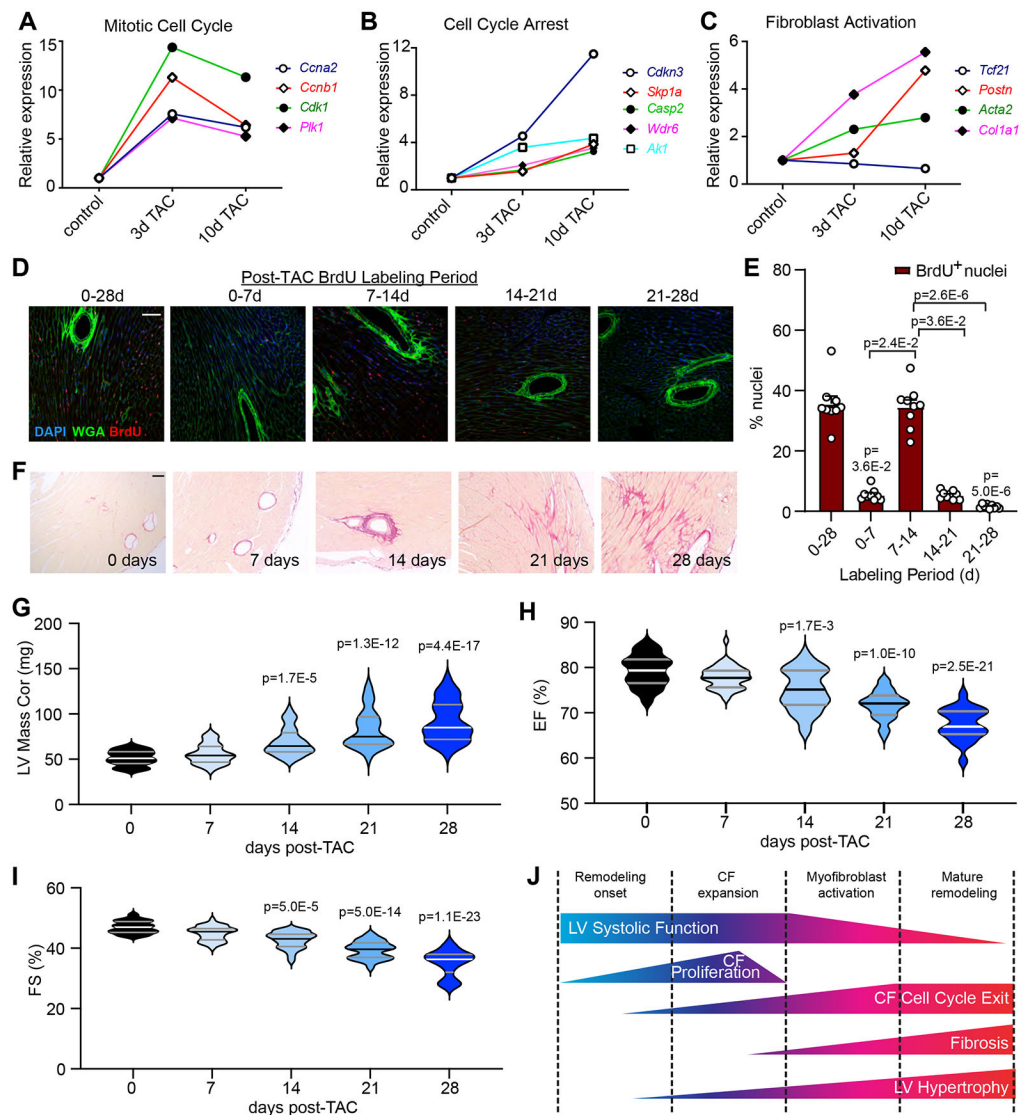 A
Mitotic Cell Cycle
Relative expression
15
10
5
0
control
3d TAC
10d TAC
Ccna2
Ccnb1
Cdk1
Plk1
B
Cell Cycle Arrest
Relative expression
12
8
4
0
control
3d TAC
10d TAC
Cdkn3
Skp1a
Casp2
Wdr6
Ak1
C
Fibroblast Activation
Relative expression
6
4
2
0
control
3d TAC
10d TAC
Tcf21
Postn
Acta2
Col1a1
D
Post-TAC BrdU Labeling Period
0-28d
0-7d
7-14d
14-21d
21-28d
DAPI WGA BrdU
E
BrdU+ nuclei
% nuclei
80
60
40
20
0
p=2.6E-6
p=3.6E-2
p=2.4E-2
p=
3.6E-2
p=
5.0E-6
0-28
0-7
7-14
14-21
21-28
Labeling Period (d)
F
0 days
7 days
14 days
21 days
28 days
G
LV Mass Cor (mg)
200
150
100
50
0
p=1.7E-5
p=1.3E-12
p=4.4E-17
0
7
14
21
28
days post-TAC
H
EF (%)
90
80
70
60
50
p=1.7E-3
p=1.0E-10
p=2.5E-21
0
7
14
21
28
days post-TAC
I
FS (%)
60
40
20
0
p=5.0E-5
p=5.0E-14
p=1.1E-23
0
7
14
21
28
days post-TAC
J
Remodeling
onset
CF
expansion
Myofibroblast
activation
Mature
remodeling
LV Systolic Function
CF
Proliferation
CF Cell Cycle Exit
Fibrosis
LV Hypertrophy